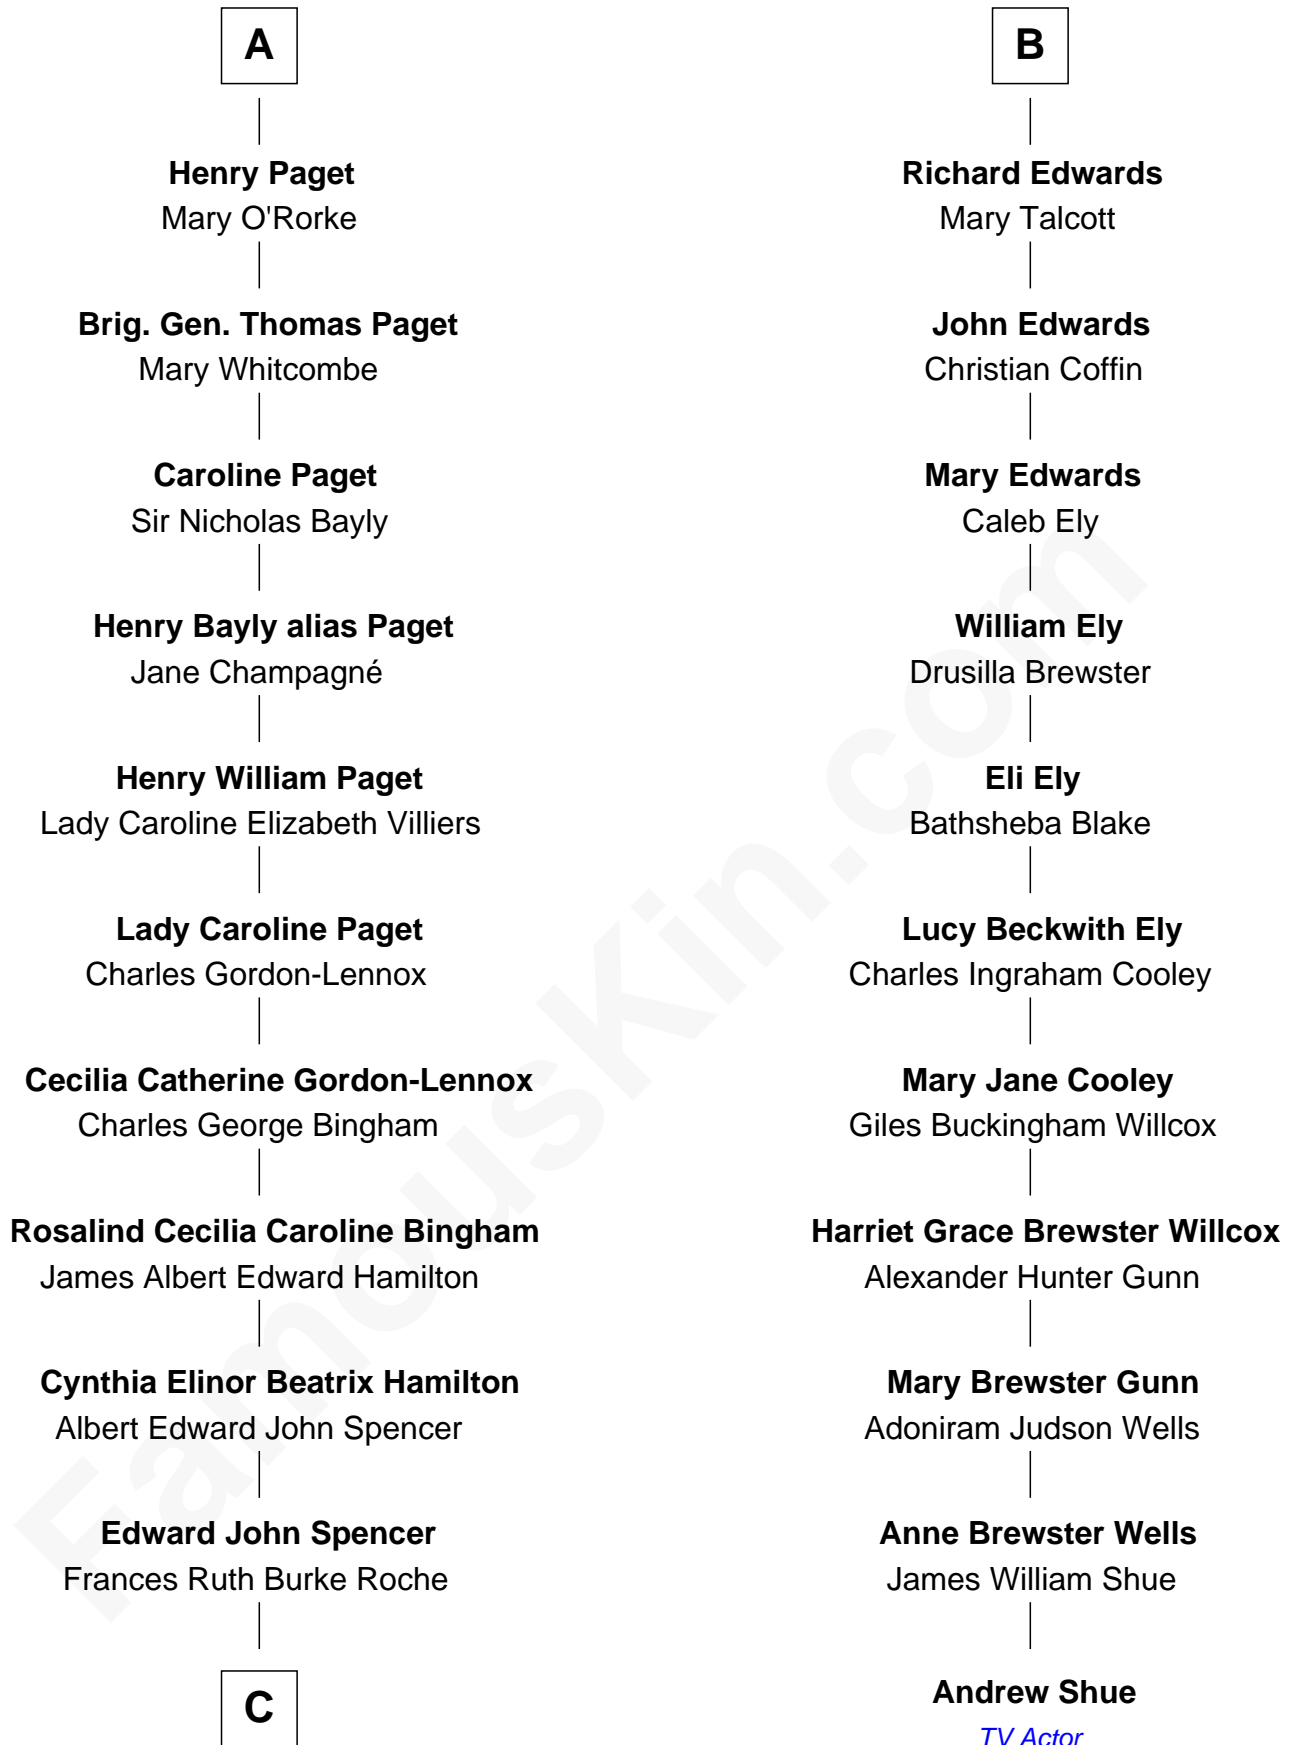 A
Henry Paget
Mary O'Rorke
Brig. Gen. Thomas Paget
Mary Whitcombe
Caroline Paget
Sir Nicholas Bayly
Henry Bayly alias Paget
Jane Champagné
Henry William Paget
Lady Caroline Elizabeth Villiers
Lady Caroline Paget
Charles Gordon-Lennox
Cecilia Catherine Gordon-Lennox
Charles George Bingham
Rosalind Cecilia Caroline Bingham
James Albert Edward Hamilton
Cynthia Elinor Beatrix Hamilton
Albert Edward John Spencer
Edward John Spencer
Frances Ruth Burke Roche
C
B
Richard Edwards
Mary Talcott
John Edwards
Christian Coffin
Mary Edwards
Caleb Ely
William Ely
Drusilla Brewster
Eli Ely
Bathsheba Blake
Lucy Beckwith Ely
Charles Ingraham Cooley
Mary Jane Cooley
Giles Buckingham Willcox
Harriet Grace Brewster Willcox
Alexander Hunter Gunn
Mary Brewster Gunn
Adoniram Judson Wells
Anne Brewster Wells
James William Shue
Andrew Shue
TV Actor
FamousKin.com